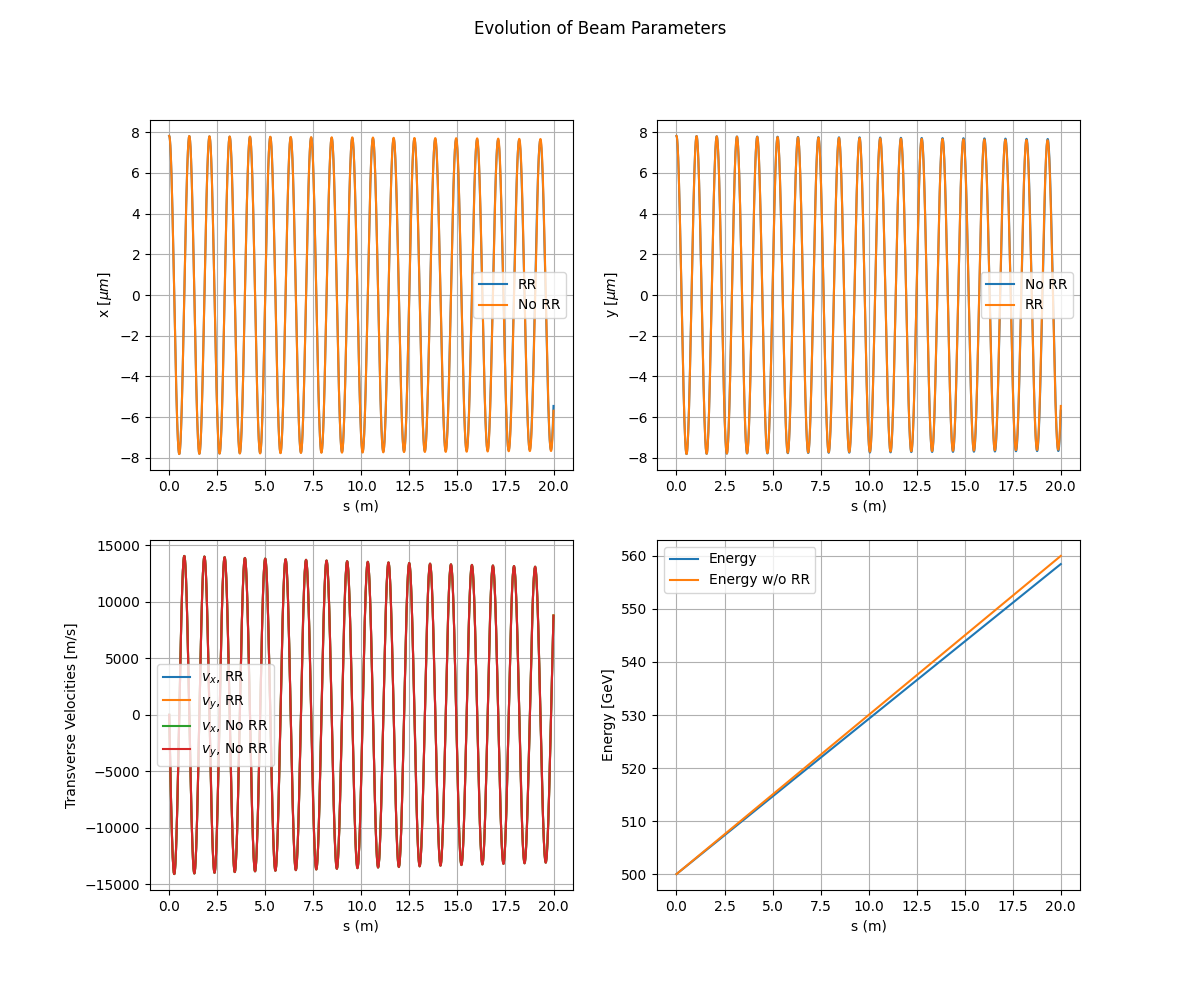 Evolution of Beam Parameters
8
6
4
2
0
−2
−4
−6
−8
x [μm]
RR
No RR
0.0 2.5 5.0 7.5 10.0 12.5 15.0 17.5 20.0
s (m)
8
6
4
2
0
−2
−4
−6
−8
y [μm]
No RR
RR
0.0 2.5 5.0 7.5 10.0 12.5 15.0 17.5 20.0
s (m)
15000
10000
5000
0
−5000
−10000
−15000
Transverse Velocities [m/s]
vx, RR
vy, RR
vx, No RR
vy, No RR
0.0 2.5 5.0 7.5 10.0 12.5 15.0 17.5 20.0
s (m)
560
550
540
530
520
510
500
Energy [GeV]
Energy
Energy w/o RR
0.0 2.5 5.0 7.5 10.0 12.5 15.0 17.5 20.0
s (m)